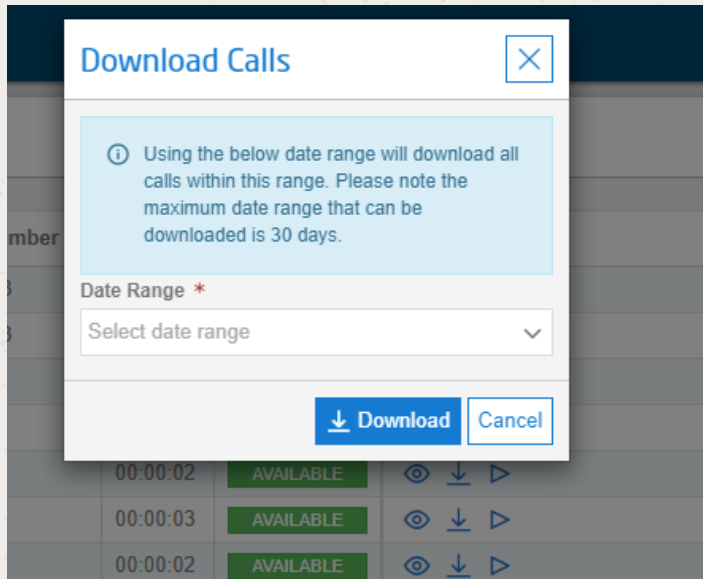 Download Calls
Using the below date range will download all
calls within this range. Please note the
maximum date range that can be
downloaded is 30 days.
mber
3
3
Date Range *
Select date range
Download Cancel
00:00:02 AVAILABLE
00:00:03 AVAILABLE
00:00:02 AVAILABLE